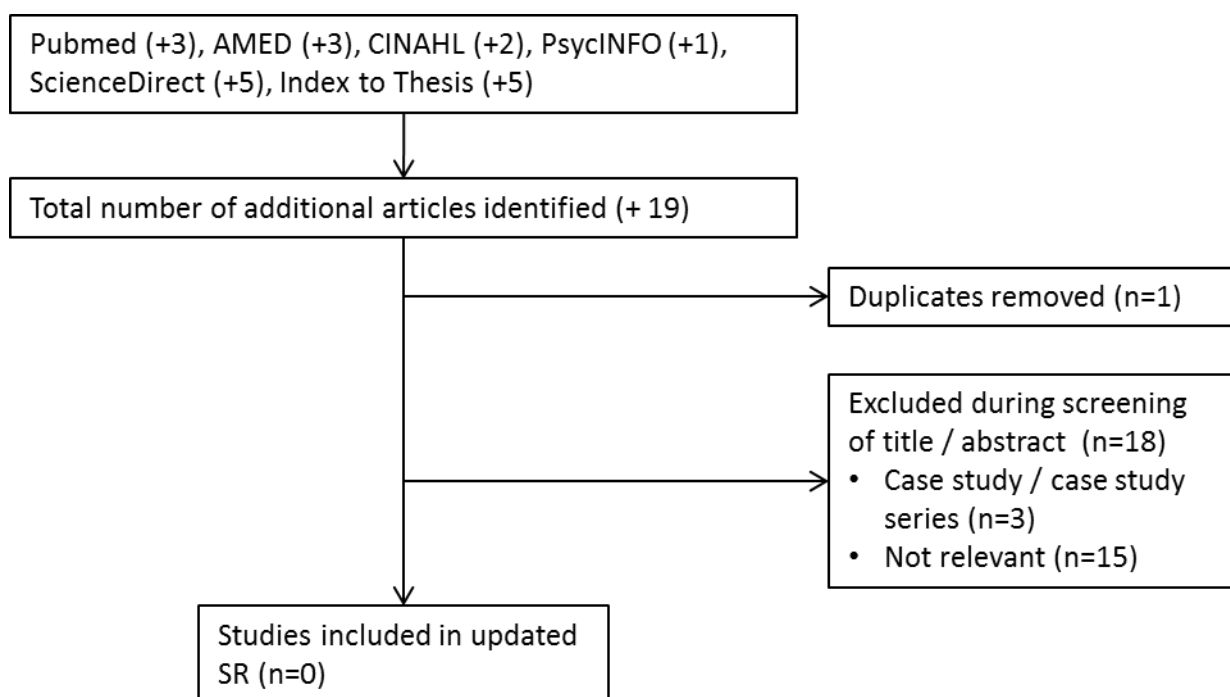 Pubmed (+3), AMED (+3), CINAHL (+2), PsycINFO (+1),
ScienceDirect (+5), Index to Thesis (+5)
Total number of additional articles identified (+ 19)
Duplicates removed (n=1)
Excluded during screening
of title / abstract  (n=18)
• Case study / case study
series (n=3)
• Not relevant (n=15)
Studies included in updated
SR (n=0)